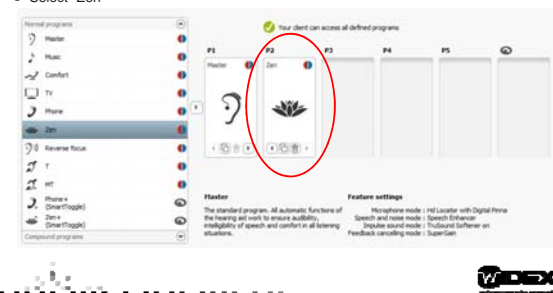 • Select "Zen"
Normal programs
Your client can access all defined programs
Master
Music
Comfort
TV
Phone
Zen
Reverse focus
T
MT
Phone+
(SmartToggle)
Zen+
(SmartToggle)
Compound programs
P1
P2
P3
P4
P5
Master
Zen
Master
The standard program. All automatic functions of
the hearing aid work to ensure audibility,
intelligibility of speech and comfort in all listening
situations.
Feature settings
Microphone mode : HD Locator with Digital Pinna
Speech and noise mode : Speech Enhancer
Impulse sound mode : TruSound Softener on
Feedback canceling mode : SuperGain
WIDEX